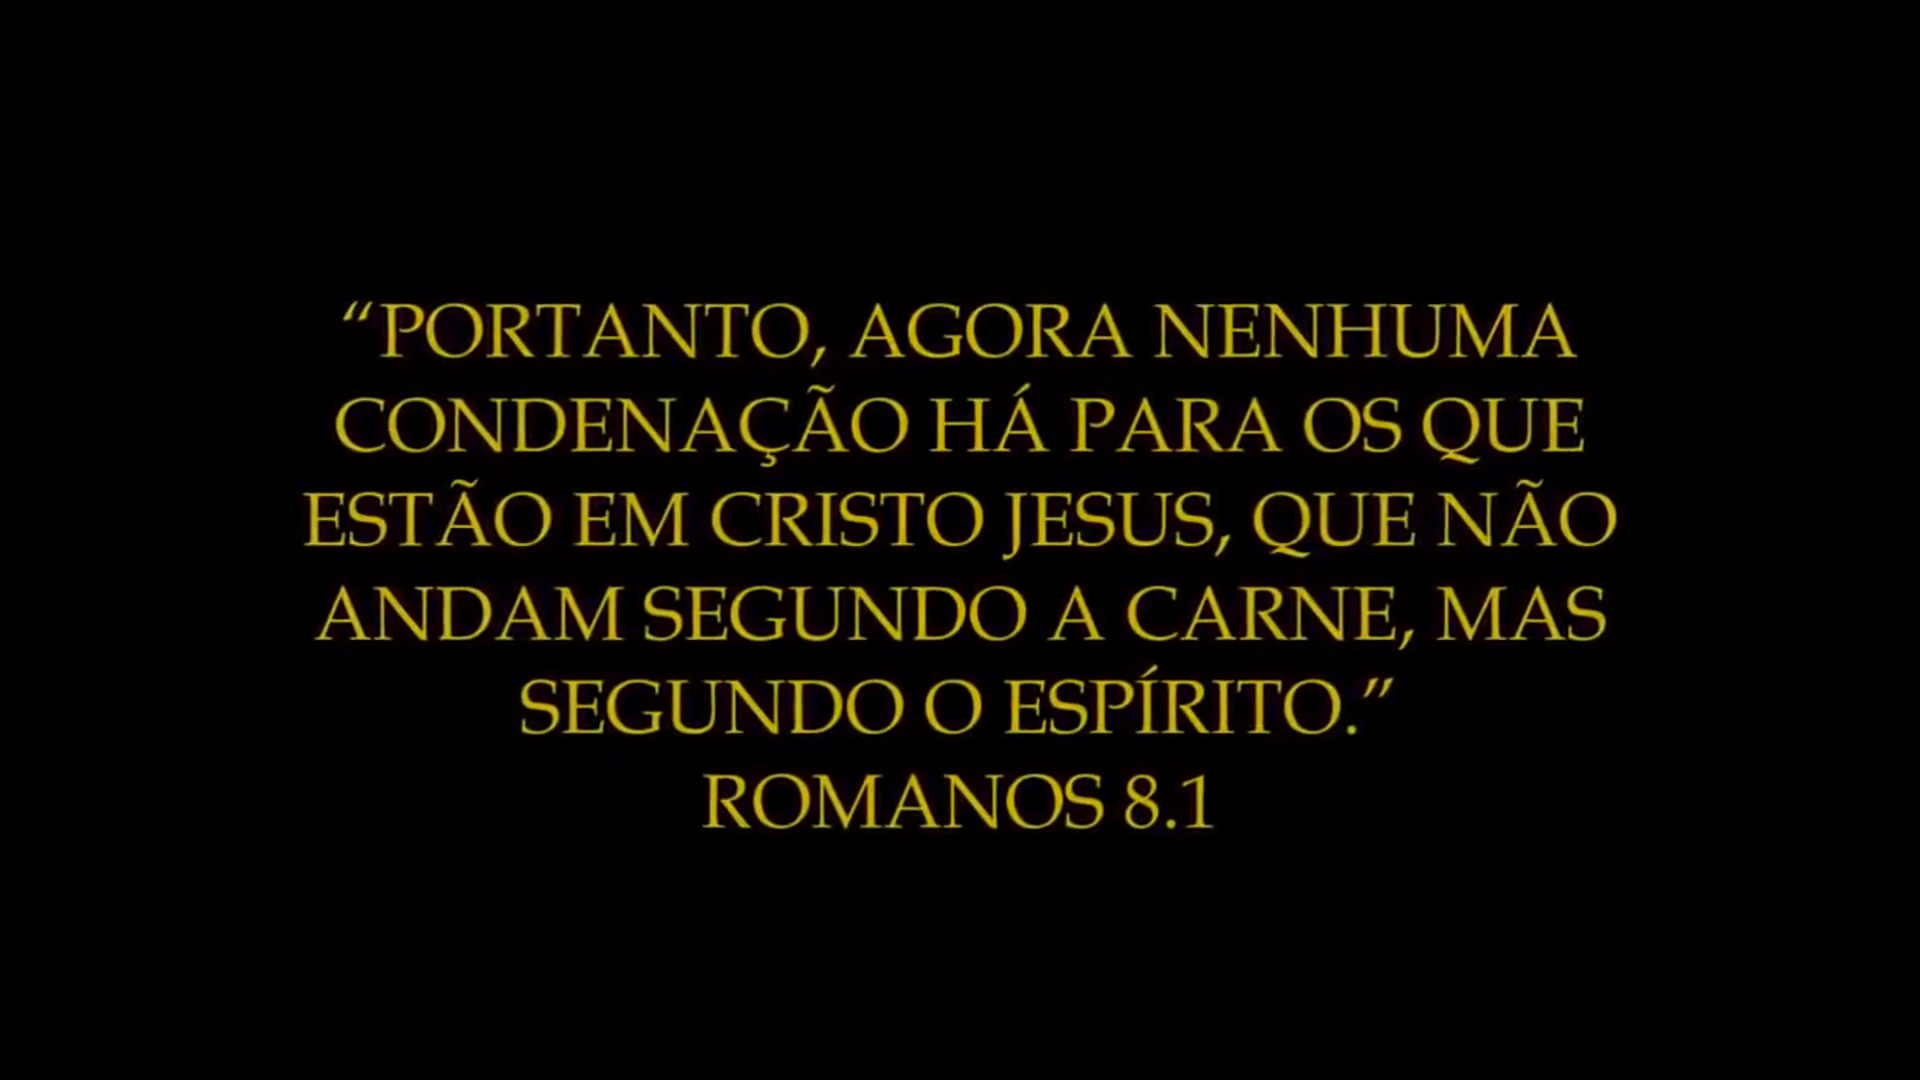 “PORTANTO, AGORA NENHUMA
CONDENAÇÃO HÁ PARA OS QUE
ESTÃO EM CRISTO JESUS, QUE NÃO
ANDAM SEGUNDO A CARNE, MAS
SEGUNDO O ESPÍRITO.”
ROMANOS 8.1